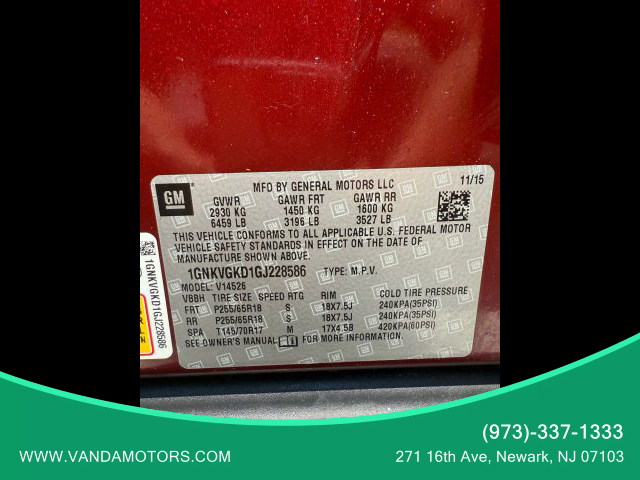 GM
MFD BY GENERAL MOTORS LLC
11/15
GVWR GAWR FRT GAWR RR
2930 KG 1450 KG 1600 KG
6459 LB 3196 LB 3527 LB
THIS VEHICLE CONFORMS TO ALL APPLICABLE U.S. FEDERAL MOTOR
VEHICLE SAFETY STANDARDS IN EFFECT ON THE DATE OF
MANUFACTURE SHOWN ABOVE.
1GNKVGKD1GJ228586 TYPE: M.P.V.
MODEL: V14526
VBBH TIRE SIZE SPEED RTG RIM COLD TIRE PRESSURE
FRT P255/65R18 S 18X7.5J 240KPA(35PSI)
RR P255/65R18 S 18X7.5J 240KPA(35PSI)
SPA T145/70R17 M 17X4.5B 420KPA(60PSI)
SEE OWNER'S MANUAL FOR MORE INFORMATION.
1GNKVGKD1GJ228586
(973)-337-1333
WWW.VANDAMOTORS.COM
271 16th Ave, Newark, NJ 07103